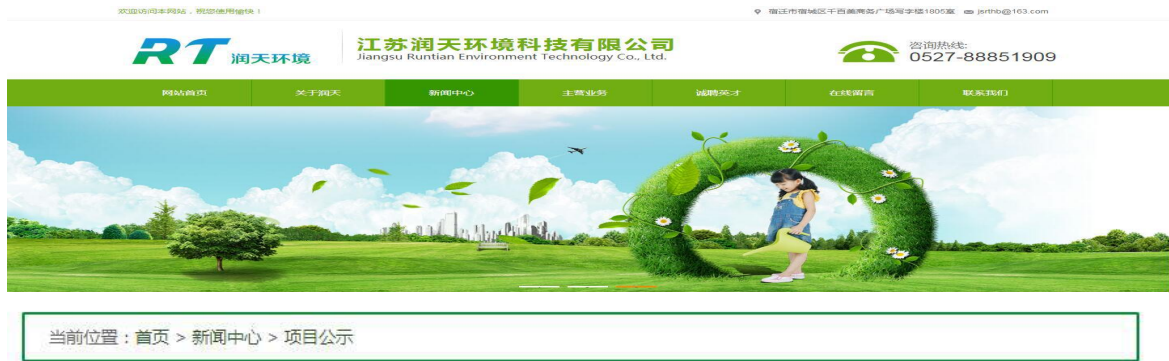 欢迎访问本网站，祝您使用愉快！
宿迁市宿城区千百美商务广场写字楼1805室 jsrthb@163.com
RT 润天环境
江苏润天环境科技有限公司
Jiangsu Runtian Environment Technology Co., Ltd.
咨询热线:
0527-88851909
网站首页 关于润天 新闻中心 主营业务 诚聘英才 在线留言 联系我们
当前位置：首页 > 新闻中心 > 项目公示